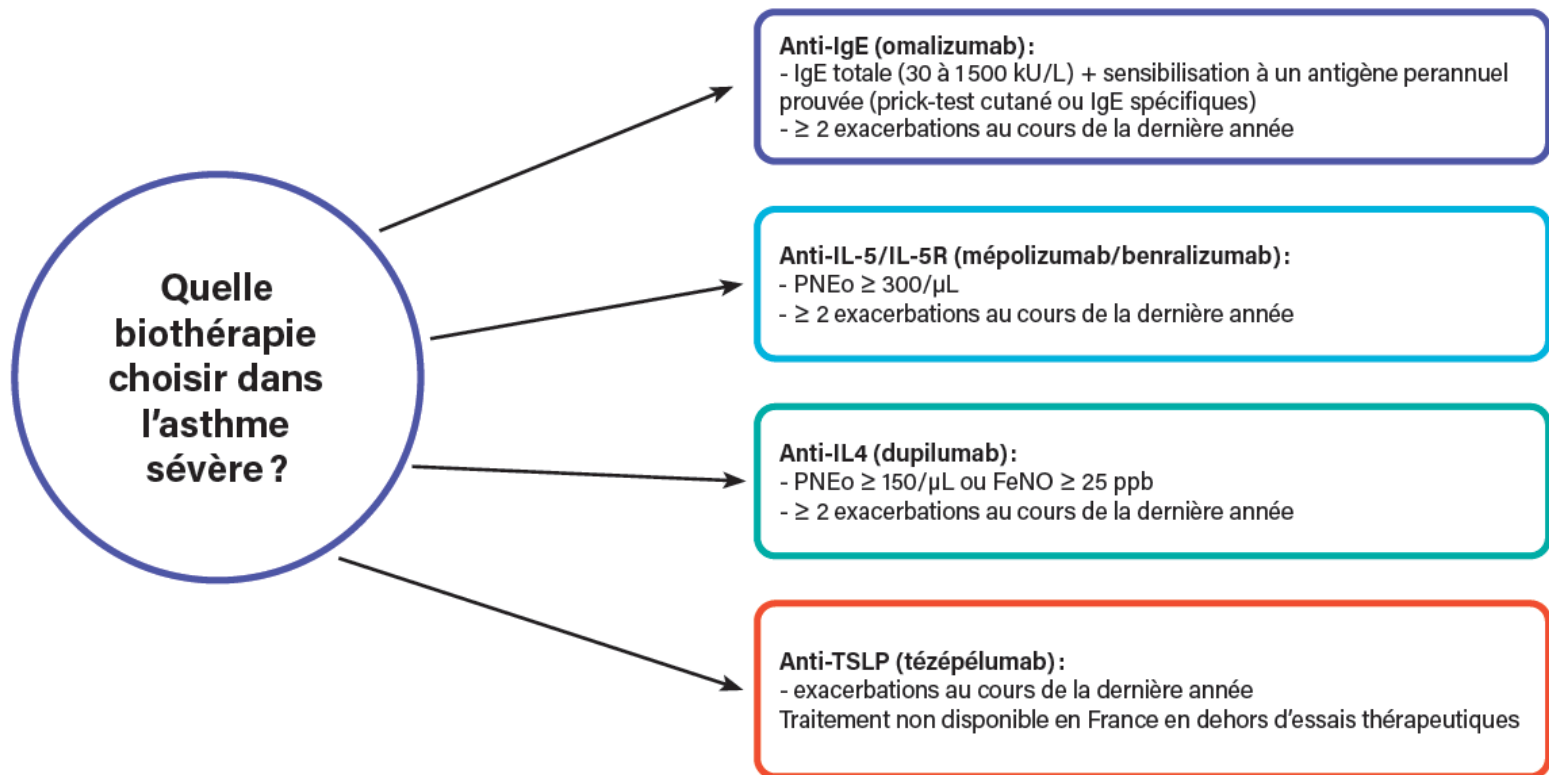 Quelle
biothérapie
choisir dans
l’asthme
sévère ?
Anti-IgE (omalizumab) :
- IgE totale (30 à 1 500 kU/L) + sensibilisation à un antigène perannuel
prouvée (prick-test cutané ou IgE spécifiques)
- ≥ 2 exacerbations au cours de la dernière année
Anti-IL-5/IL-5R (mépolizumab/benralizumab) :
- PNEo ≥ 300/µL
- ≥ 2 exacerbations au cours de la dernière année
Anti-IL4 (dupilumab) :
- PNEo ≥ 150/µL ou FeNO ≥ 25 ppb
- ≥ 2 exacerbations au cours de la dernière année
Anti-TSLP (tézépélumab) :
- exacerbations au cours de la dernière année
Traitement non disponible en France en dehors d’essais thérapeutiques